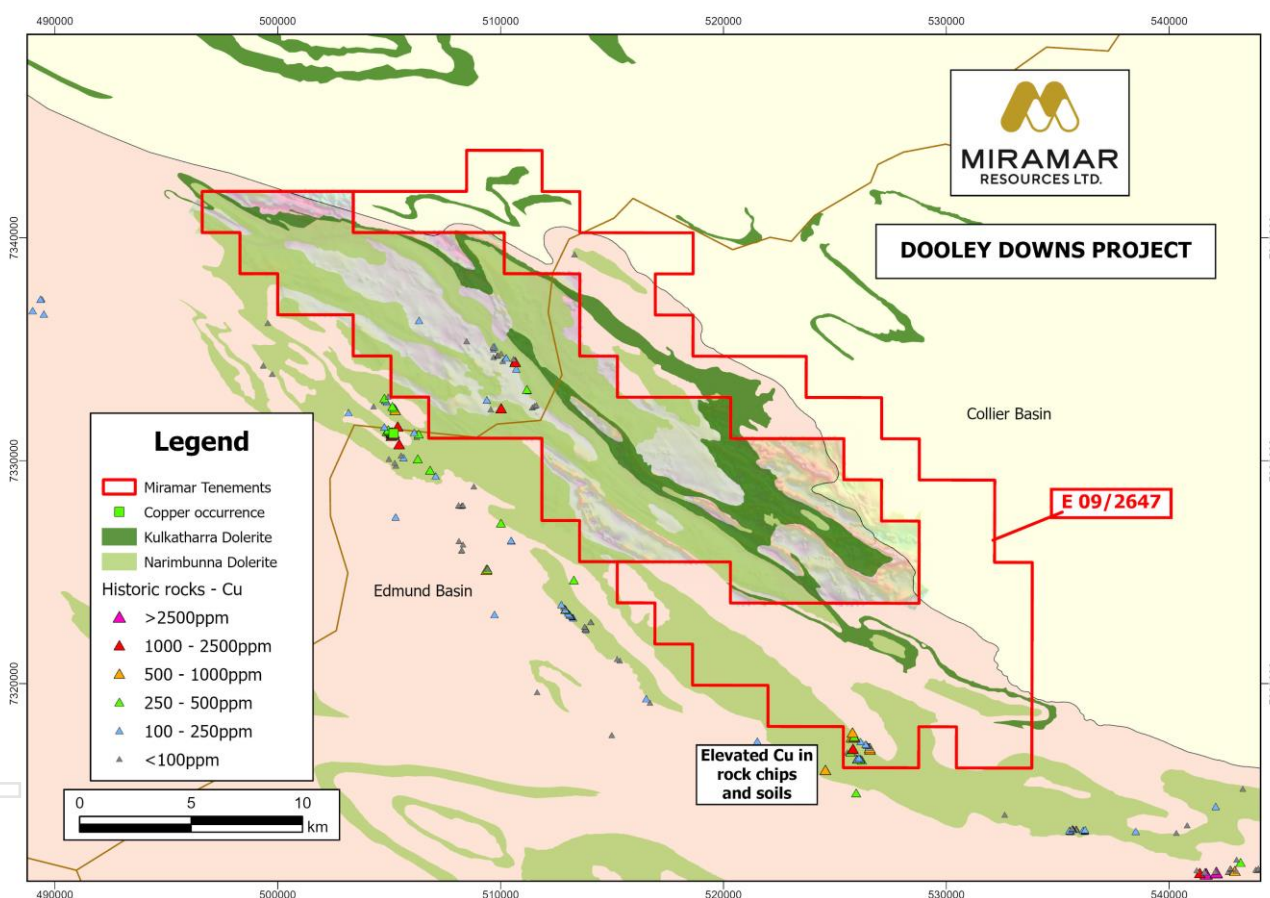 490000
500000
510000
520000
530000
540000
MIRAMAR
RESOURCES LTD.
7340000
DOOLEY DOWNS PROJECT
Collier Basin
Legend
Miramar Tenements
Copper occurrence
Kulkatharra Dolerite
Narimbunna Dolerite
Historic rocks - Cu
>2500ppm
1000 - 2500ppm
500 - 1000ppm
250 - 500ppm
100 - 250ppm
<100ppm
7330000
E 09/2647
Edmund Basin
7320000
Elevated Cu in
rock chips
and soils
0 5 10
km
490000
500000
510000
520000
530000
540000